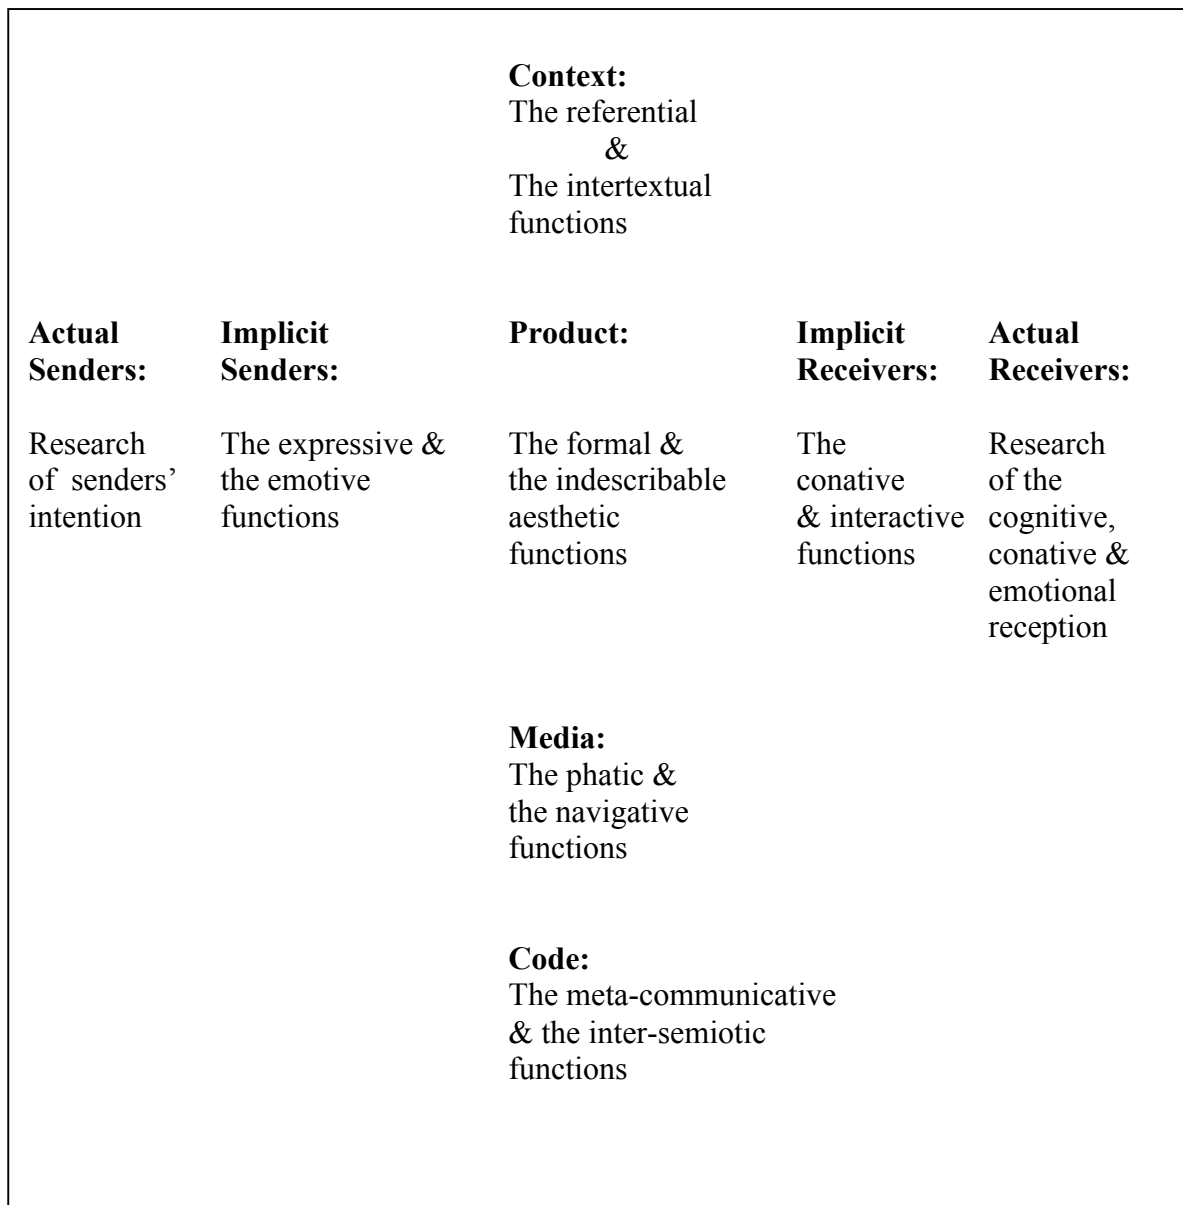 Context:
The referential
&
The intertextual
functions
Actual
Senders:
Research
of  senders’
intention
Implicit
Senders:
The expressive &
the emotive
functions
Product:
The formal &
the indescribable
aesthetic
functions
Implicit
Receivers:
The
conative
& interactive
functions
Actual
Receivers:
Research
of the
cognitive,
conative &
emotional
reception
Media:
The phatic &
the navigative
functions
Code:
The meta-communicative
& the inter-semiotic
functions